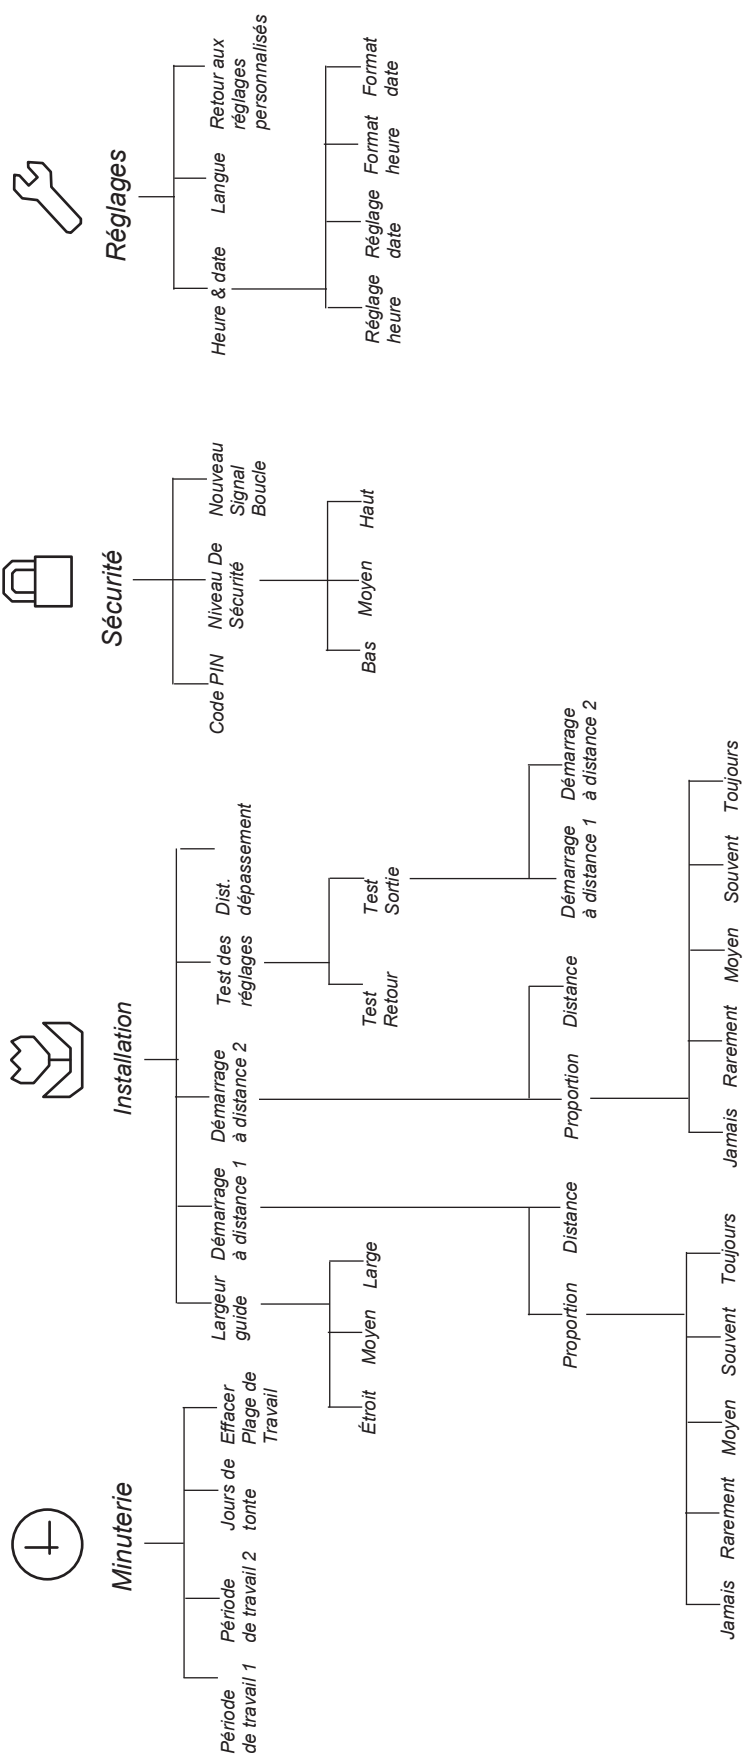 Minuterie
Période
de travail 1
Période
de travail 2
Jours de
tonte
Effacer
Plage de
Travail
Installation
Largeur
guide
Étroit
Moyen
Large
Démarrage
à distance 1
Proportion
Jamais
Rarement
Moyen
Souvent
Toujours
Distance
Démarrage
à distance 2
Proportion
Jamais
Rarement
Moyen
Souvent
Toujours
Distance
Test des
réglages
Test
Retour
Test
Sortie
Démarrage
à distance 1
Démarrage
à distance 2
Dist.
dépassement
Sécurité
Code PIN
Niveau De
Sécurité
Bas
Moyen
Haut
Nouveau
Signal
Boucle
Réglages
Heure & date
Réglage
heure
Réglage
date
Format
heure
Format
date
Langue
Retour aux
réglages
personnalisés